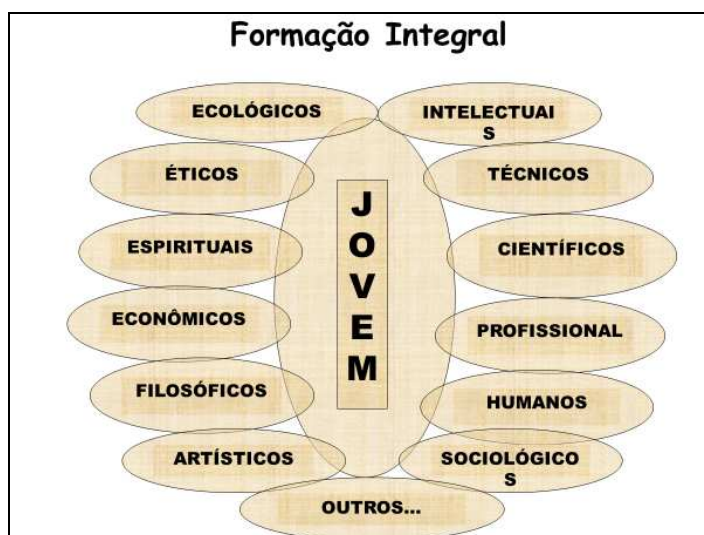 Formação Integral
ECOLÓGICOS
INTELECTUAI
S
ÉTICOS
TÉCNICOS
ESPIRITUAIS
CIENTÍFICOS
ECONÔMICOS
PROFISSIONAL
FILOSÓFICOS
HUMANOS
ARTÍSTICOS
SOCIOLÓGICO
S
OUTROS...
J
O
V
E
M